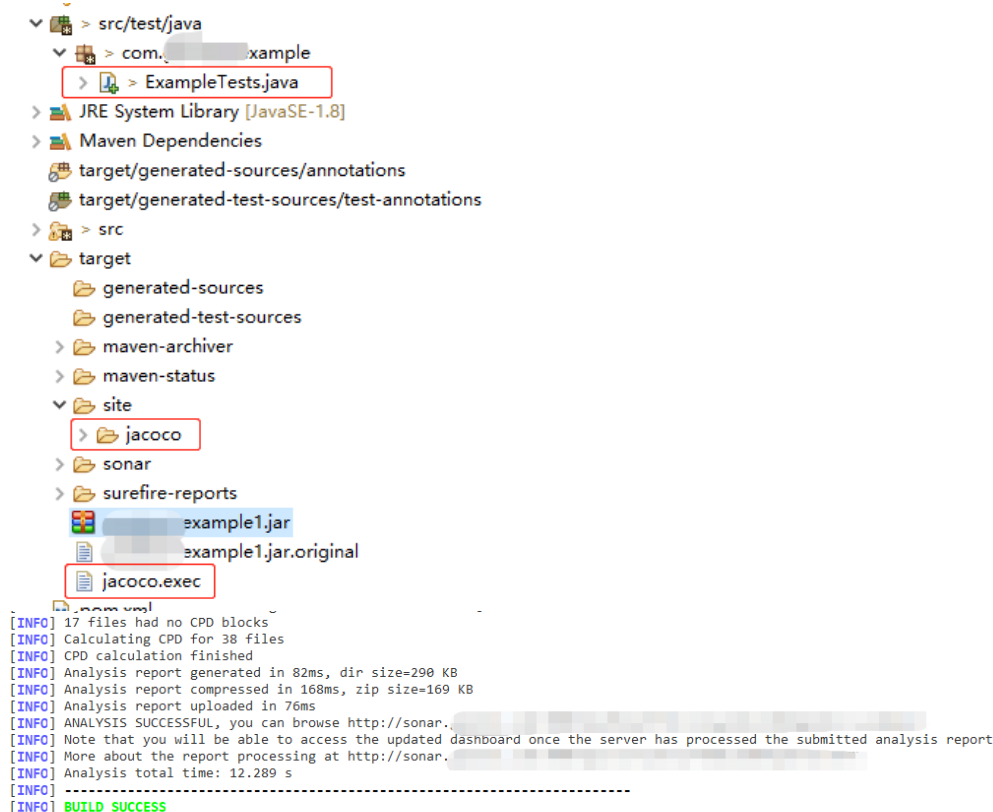 > src/test/java
> com. xample
> ExampleTests.java
JRE System Library [JavaSE-1.8]
Maven Dependencies
target/generated-sources/annotations
target/generated-test-sources/test-annotations
> src
target
generated-sources
generated-test-sources
maven-archiver
maven-status
site
jacoco
sonar
surefire-reports
example1.jar
example1.jar.original
jacoco.exec
pom.xml
[INFO] 17 files had no CPD blocks
[INFO] Calculating CPD for 38 files
[INFO] CPD calculation finished
[INFO] Analysis report generated in 82ms, dir size=290 KB
[INFO] Analysis report compressed in 168ms, zip size=169 KB
[INFO] Analysis report uploaded in 76ms
[INFO] ANALYSIS SUCCESSFUL, you can browse http://sonar.
[INFO] Note that you will be able to access the updated dashboard once the server has processed the submitted analysis report
[INFO] More about the report processing at http://sonar.
[INFO] Analysis total time: 12.289 s
[INFO] ------------------------------------------------------------------------
[INFO] BUILD SUCCESS